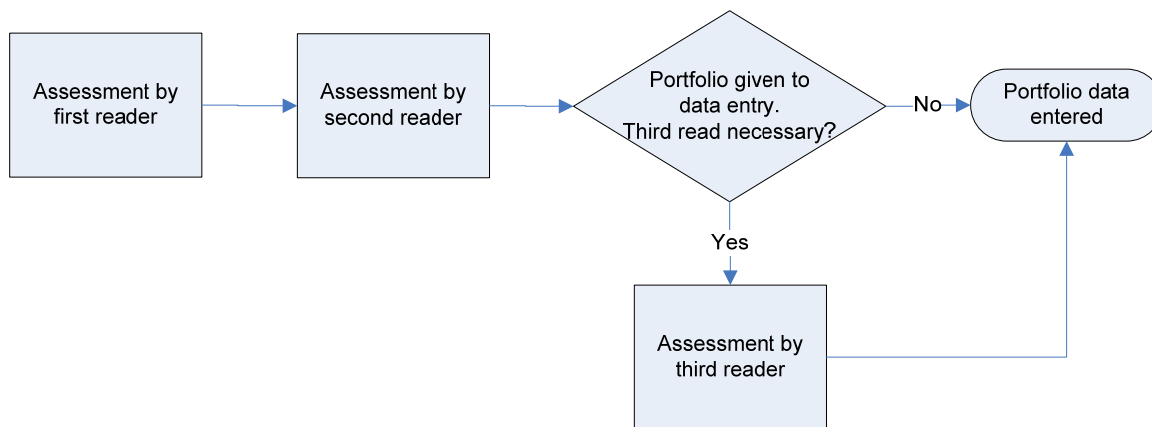 Assessment by
first reader
Assessment by
second reader
Portfolio given to
data entry.
Third read necessary?
No
Portfolio data
entered
Yes
Assessment by
third reader